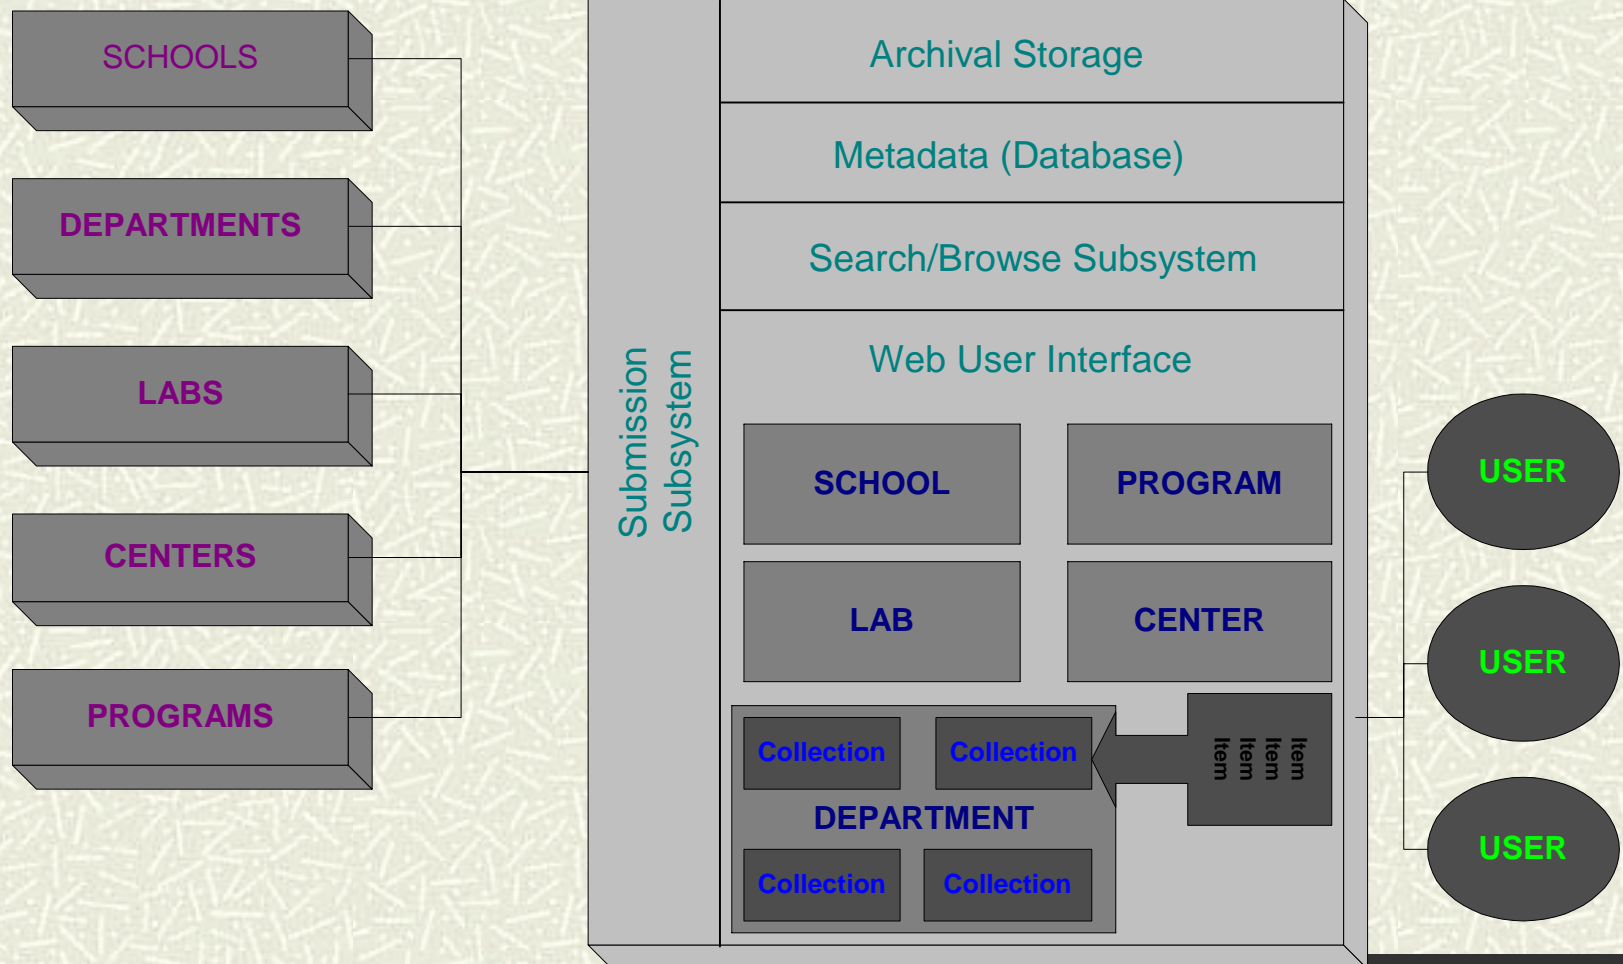 SCHOOLS
DEPARTMENTS
LABS
CENTERS
PROGRAMS
Submission
Subsystem
Archival Storage
Metadata (Database)
Search/Browse Subsystem
Web User Interface
SCHOOL
PROGRAM
LAB
CENTER
Collection
Collection
DEPARTMENT
Collection
Collection
Item
Item
Item
Item
USER
USER
USER